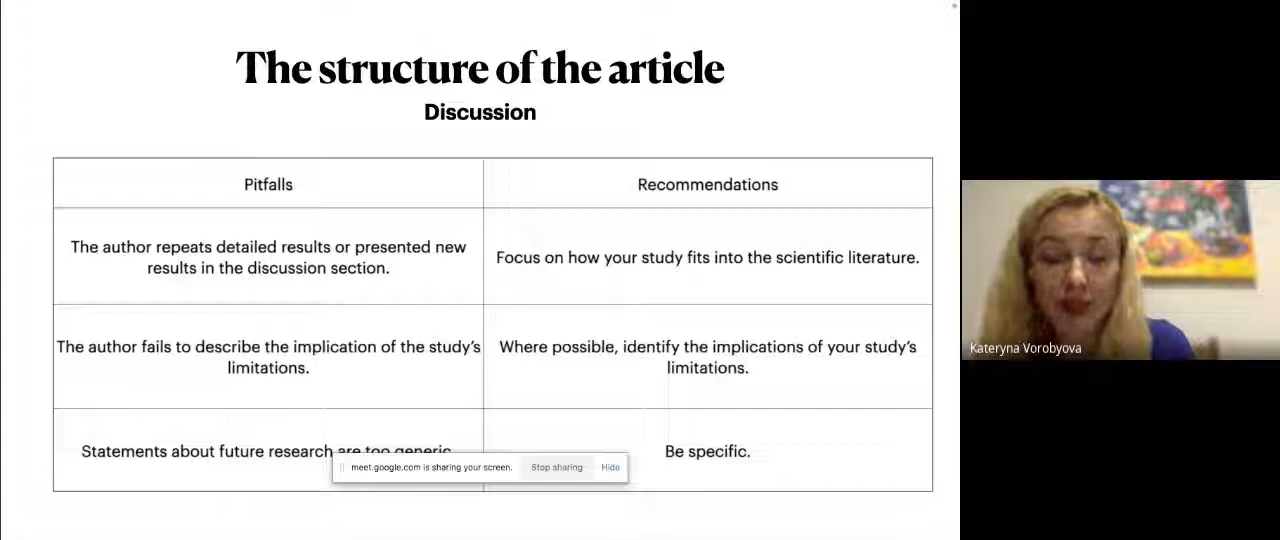 The structure of the article
Discussion
Pitfalls
Recommendations
The author repeats detailed results or presented new
results in the discussion section.
Focus on how your study fits into the scientific literature.
The author fails to describe the implication of the study's
limitations.
Where possible, identify the implications of your study's
limitations.
Statements about future research are too generic
Be specific.
meet.google.com is sharing your screen.
Stop sharing
Hide
Kateryna Vorobyova